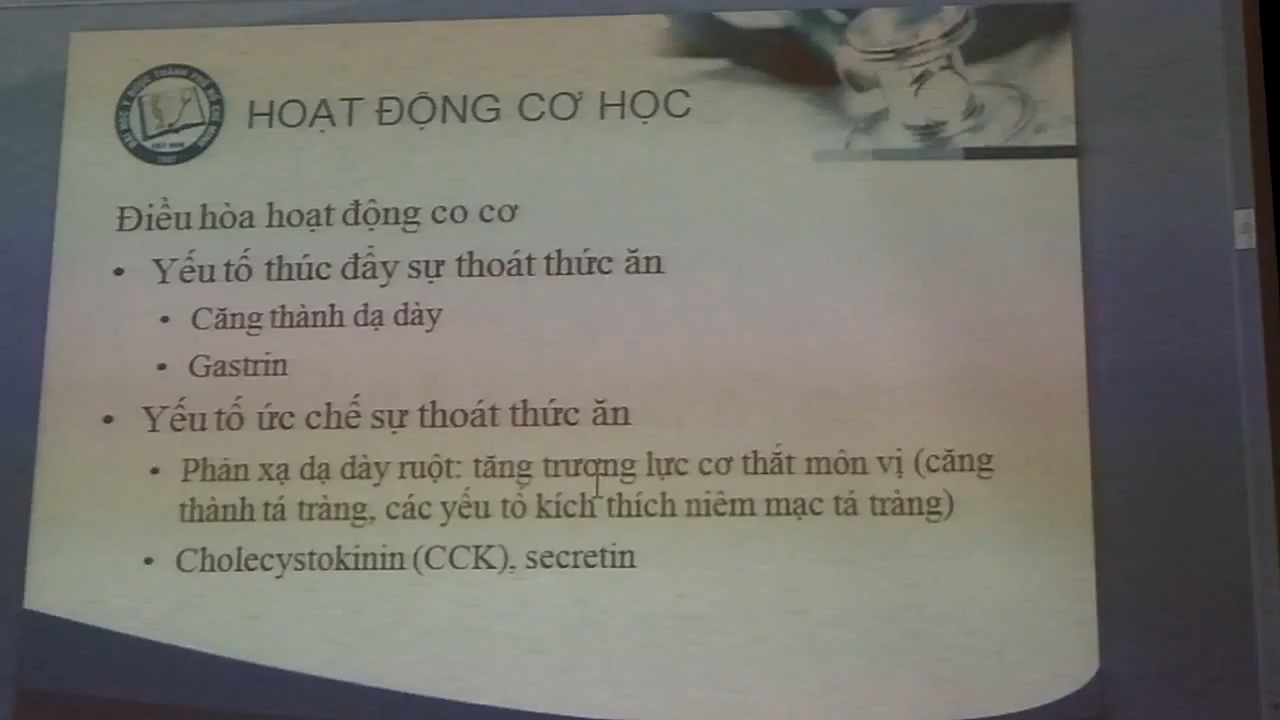 HOẠT ĐỘNG CƠ HỌC
Điều hòa hoạt động co cơ
• Yếu tố thúc đẩy sự thoát thức ăn
• Căng thành dạ dày
• Gastrin
• Yếu tố ức chế sự thoát thức ăn
• Phản xạ dạ dày ruột: tăng trương lực cơ thắt môn vị (căng
thành tá tràng, các yếu tố kích thích niêm mạc tá tràng)
• Cholecystokinin (CCK), secretin